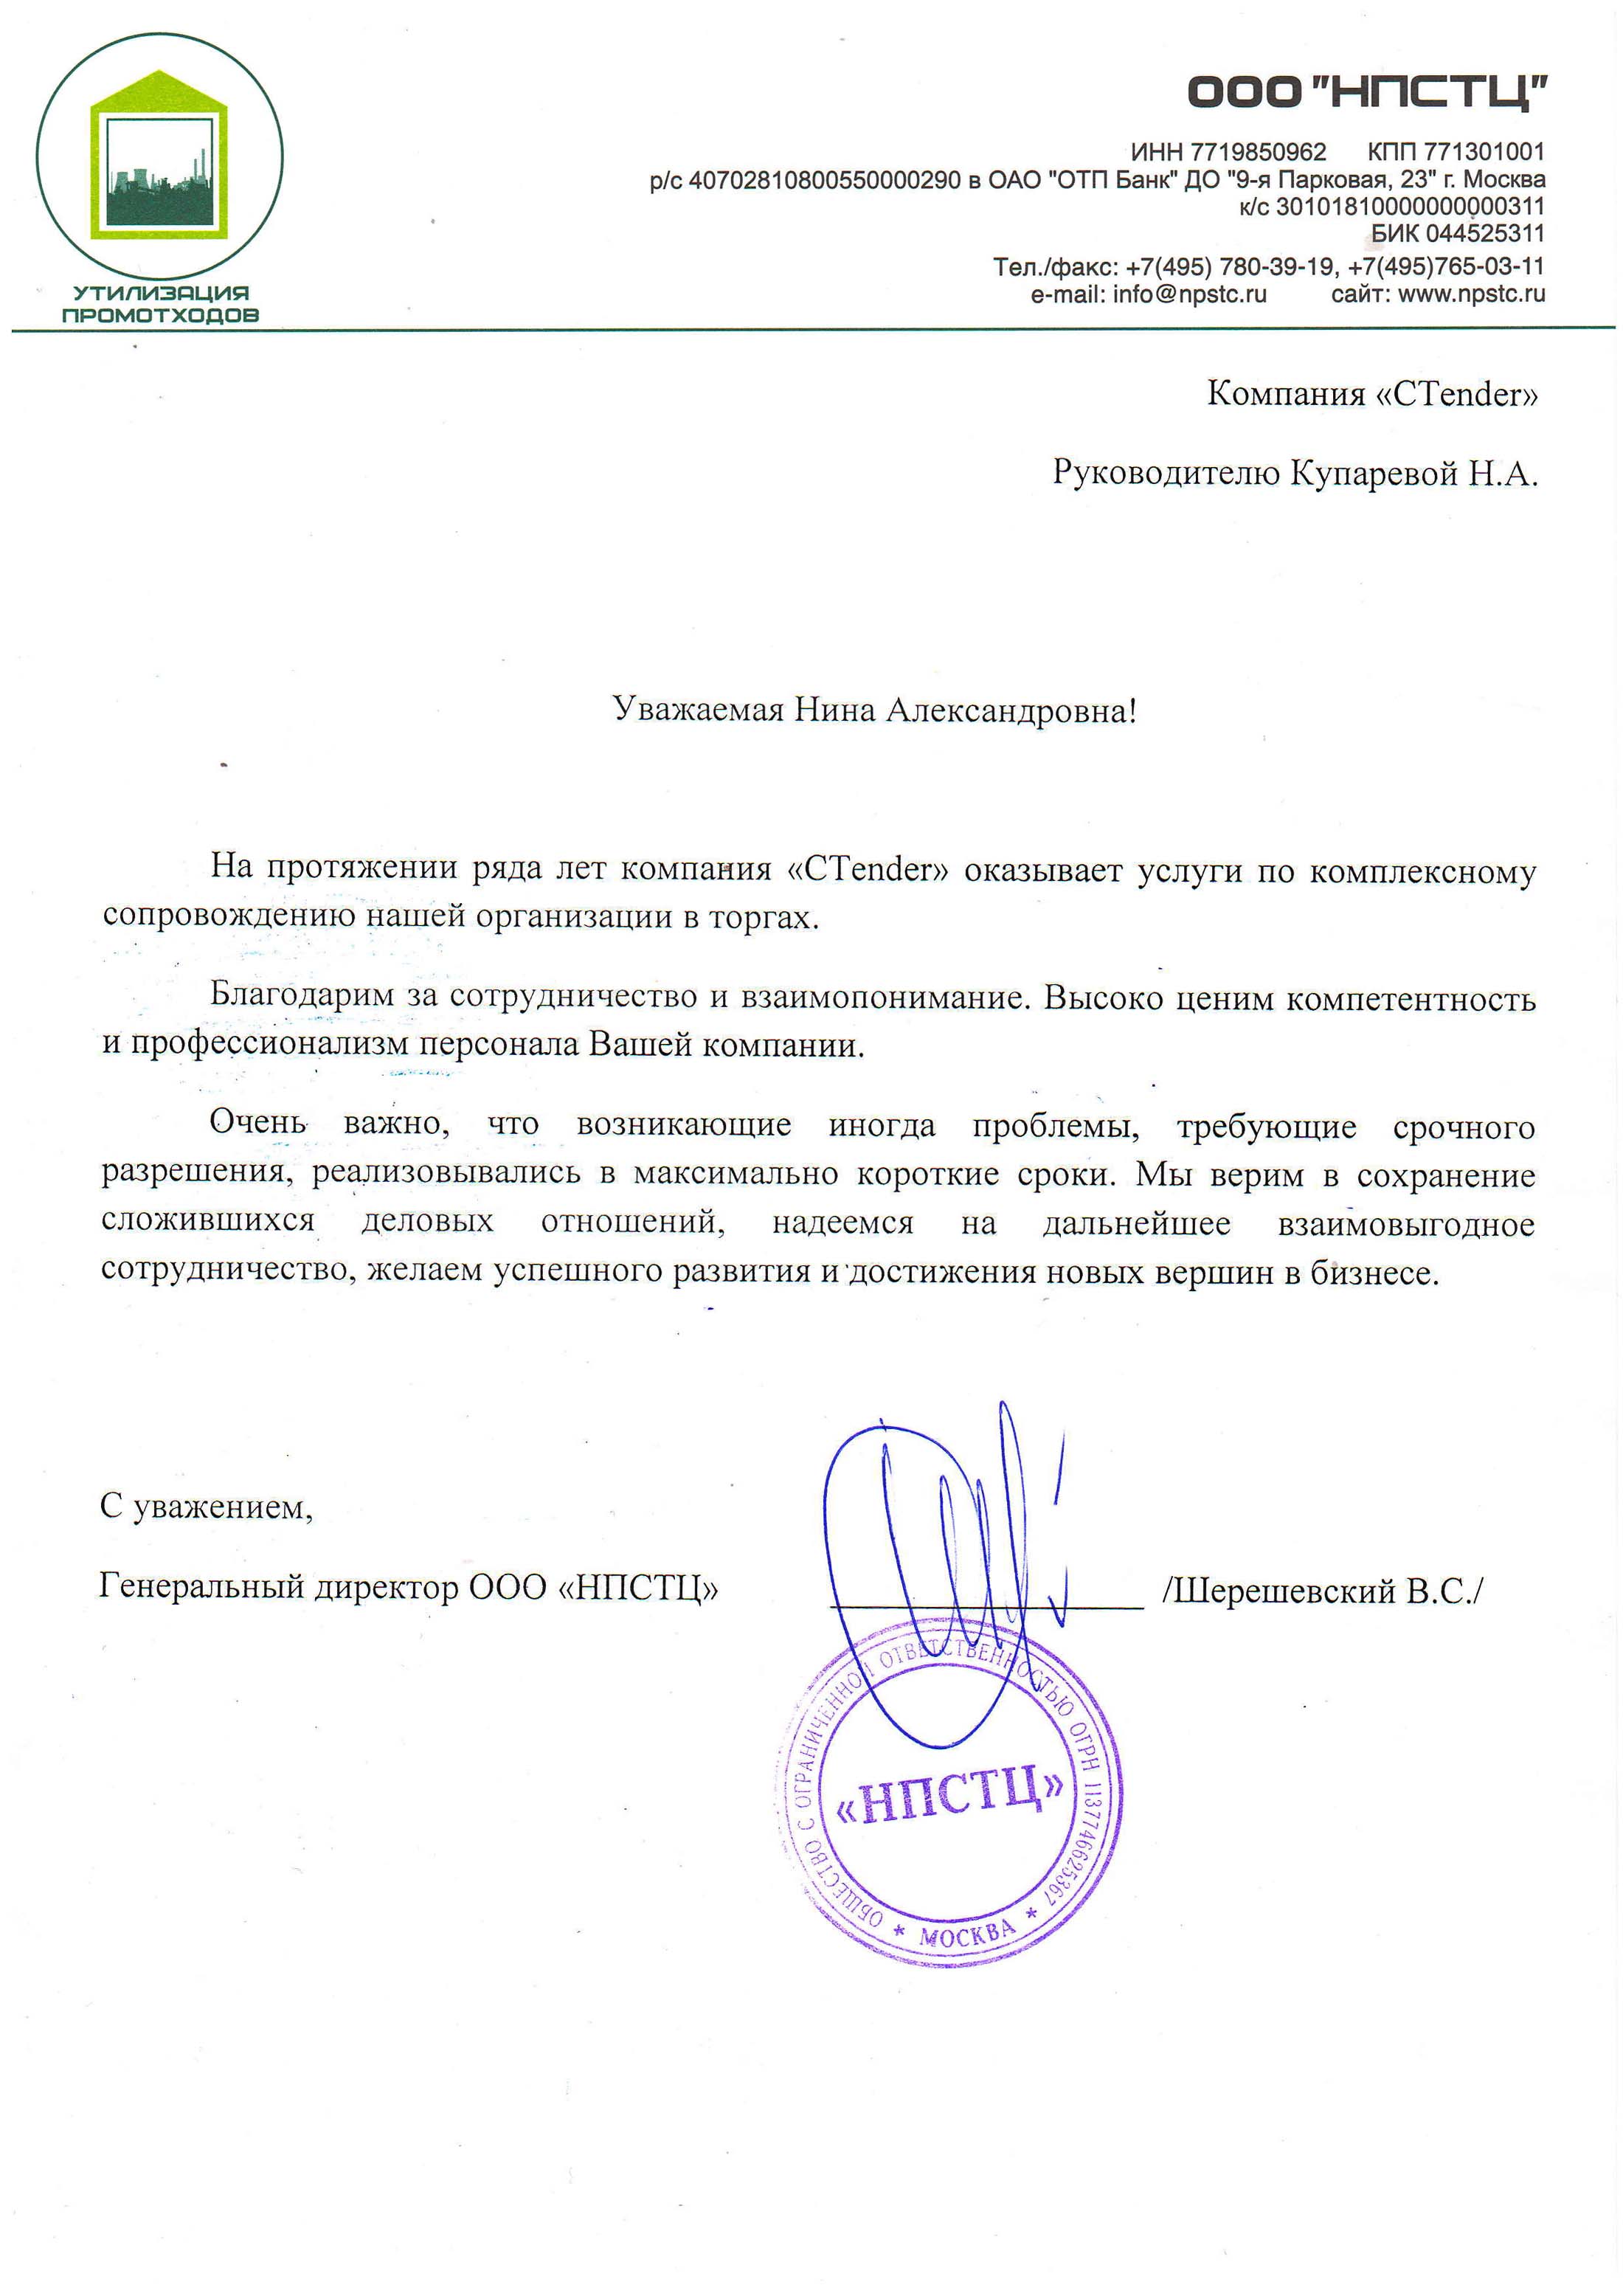 ООО "НПСТЦ"
ИНН 7719850962 КПП 771301001
р/с 40702810800550000290 в ОАО "ОТП Банк" ДО "9-я Парковая, 23" г. Москва
к/с 30101810000000000311
БИК 044525311
Тел./факс: +7(495) 780-39-19, +7(495)765-03-11
e-mail: info@npstc.ru сайт: www.npstc.ru
УТИЛИЗАЦИЯ
ПРОМОТХОДОВ
Компания «CTender»
Руководителю Купаревой Н.А.
Уважаемая Нина Александровна!
На протяжении ряда лет компания «CTender» оказывает услуги по комплексному
сопровождению нашей организации в торгах.
Благодарим за сотрудничество и взаимопонимание. Высоко ценим компетентность
и профессионализм персонала Вашей компании.
Очень важно, что возникающие иногда проблемы, требующие срочного
разрешения, реализовывались в максимально короткие сроки. Мы верим в сохранение
сложившихся деловых отношений, надеемся на дальнейшее взаимовыгодное
сотрудничество, желаем успешного развития и достижения новых вершин в бизнесе.
С уважением,
Генеральный директор ООО «НПСТЦ» /Шерешевский В.С./
ОБЩЕСТВО С ОГРАНИЧЕННОЙ ОТВЕТСТВЕННОСТЬЮ ОГРН 1137746625367
«НПСТЦ»
* МОСКВА *